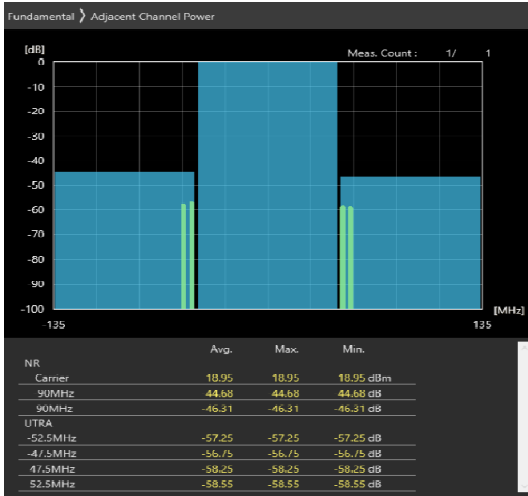 Fundamental ❯ Adjacent Channel Power
[dB]
Meas. Count : 1/ 1
0
-10
-20
-30
-40
-50
-60
-70
-80
90
-100
[MHz]
-135 135
Avg. Max. Min.
NR
Carrier 18.95 18.95 18.95 dBm
90MHz 44.68 44.68 44.68 dB
90MHz -46.31 -46.31 -46.31 dB
UTRA
-52.5MHz -57.25 -57.25 -57.25 dB
-47.5MHz -56.75 -56.75 -56.75 dB
47.5MHz -58.25 -58.25 -58.25 dB
52.5MHz -58.55 -58.55 -58.55 dB